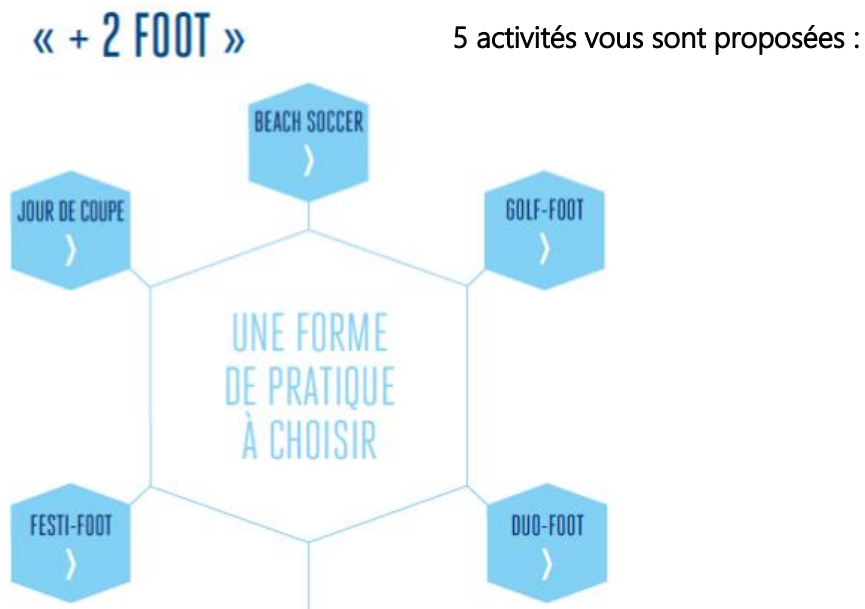 « + 2 FOOT »
5 activités vous sont proposées :
BEACH SOCCER
JOUR DE COUPE
GOLF-FOOT
UNE FORME
DE PRATIQUE
À CHOISIR
FESTI-FOOT
DUO-FOOT